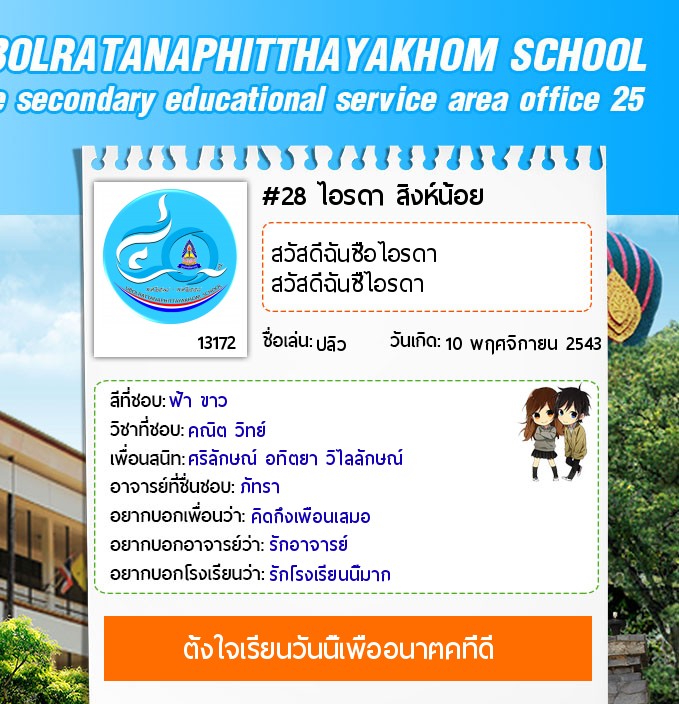 BOLRATANAPHITTHAYAKHOM SCHOOL
e secondary educational service area office 25
#28 ไอรดา สิงห์น้อย
สวัสดีฉันชื่อไอรดา
สวัสดีฉันชื่ไอรดา
13172
ชื่อเล่น: ปลิว วันเกิด: 10 พฤศจิกายน 2543
สีที่ชอบ: ฟ้า ขาว
วิชาที่ชอบ: คณิต วิทย์
เพื่อนสนิท: ศริลักษณ์ อทิตยา วิไลลักษณ์
อาจารย์ที่ชื่นชอบ: ภัทรา
อยากบอกเพื่อนว่า: คิดถึงเพื่อนเสมอ
อยากบอกอาจารย์ว่า: รักอาจารย์
อยากบอกโรงเรียนว่า: รักโรงเรียนนี้มาก
ตั้งใจเรียนวันนี้เพื่ออนาฅคที่ดี